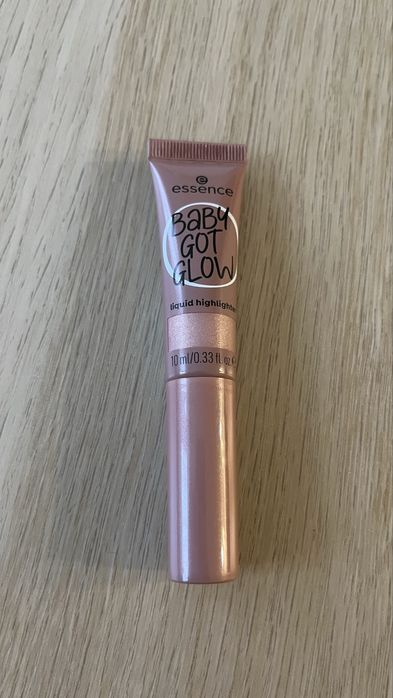 essence
BaBY
GOT
GLOW
liquid highlighter
10 ml/0.33 fl. oz. e